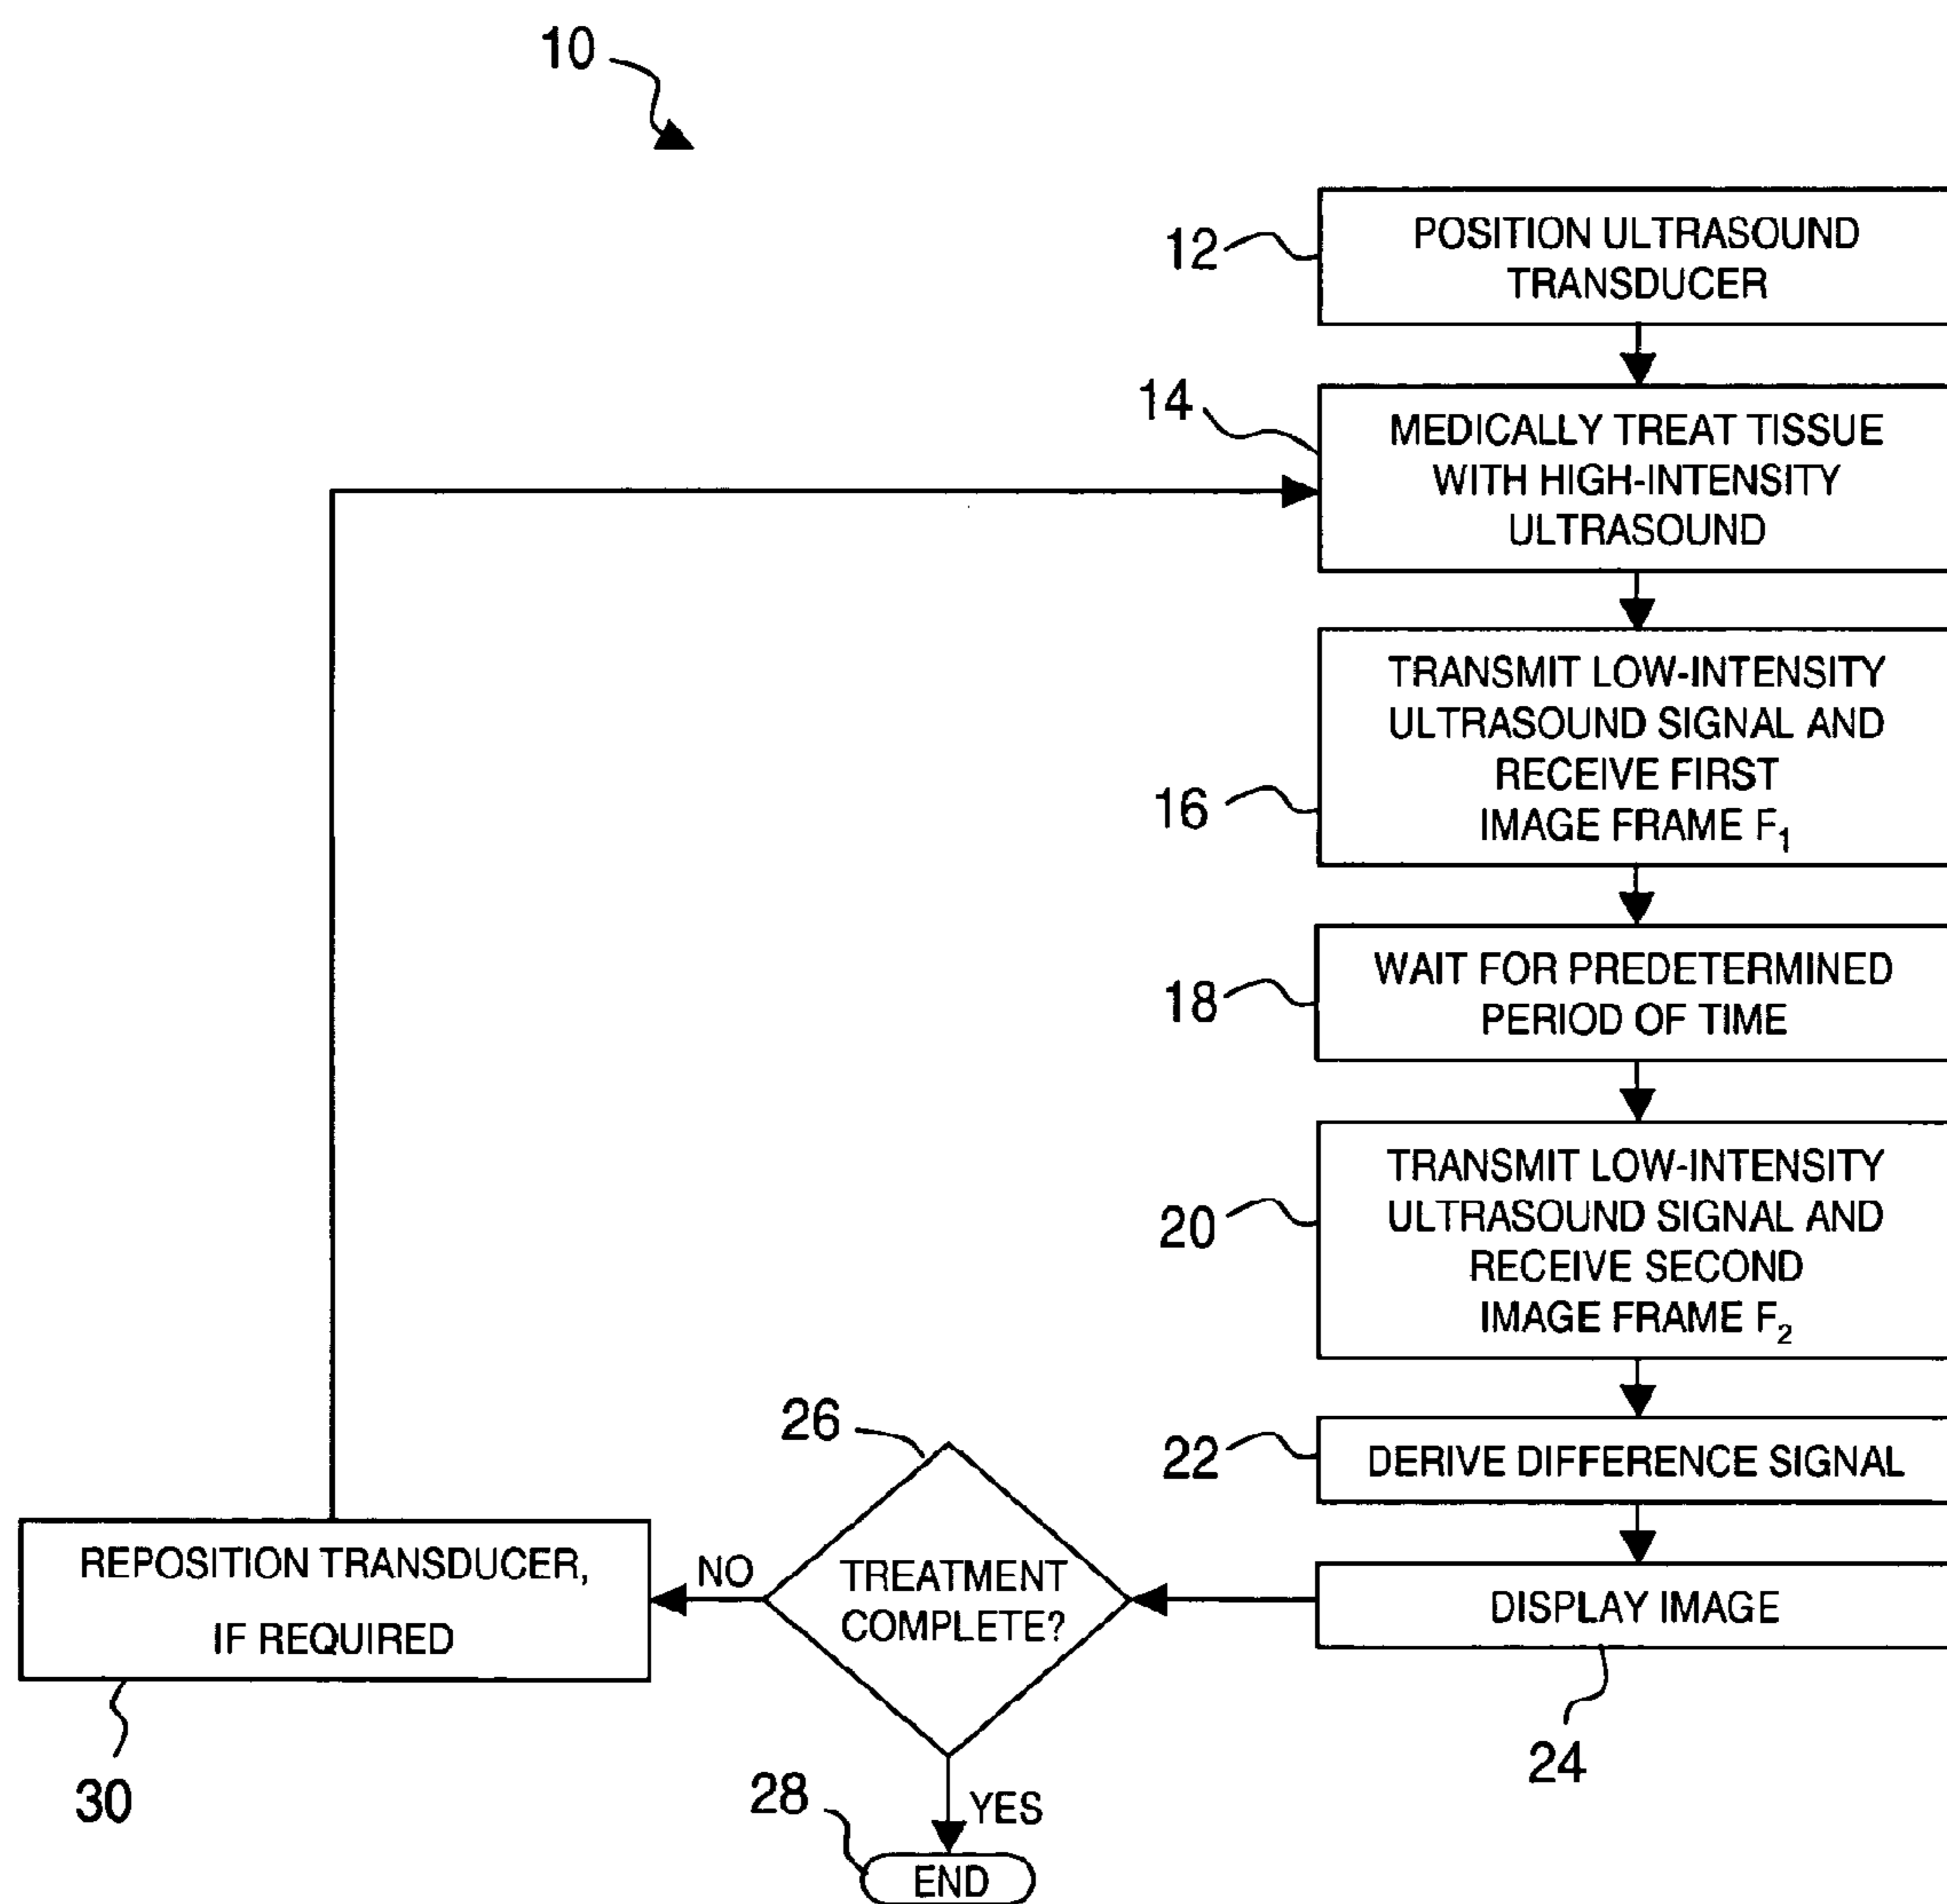 10
12
POSITION ULTRASOUND
TRANSDUCER
14
MEDICALLY TREAT TISSUE
WITH HIGH-INTENSITY
ULTRASOUND
16
TRANSMIT LOW-INTENSITY
ULTRASOUND SIGNAL AND
RECEIVE FIRST
IMAGE FRAME F₁
18
WAIT FOR PREDETERMINED
PERIOD OF TIME
20
TRANSMIT LOW-INTENSITY
ULTRASOUND SIGNAL AND
RECEIVE SECOND
IMAGE FRAME F₂
22
DERIVE DIFFERENCE SIGNAL
DISPLAY IMAGE
24
26
TREATMENT
COMPLETE?
NO
REPOSITION TRANSDUCER,
IF REQUIRED
30
YES
28
END